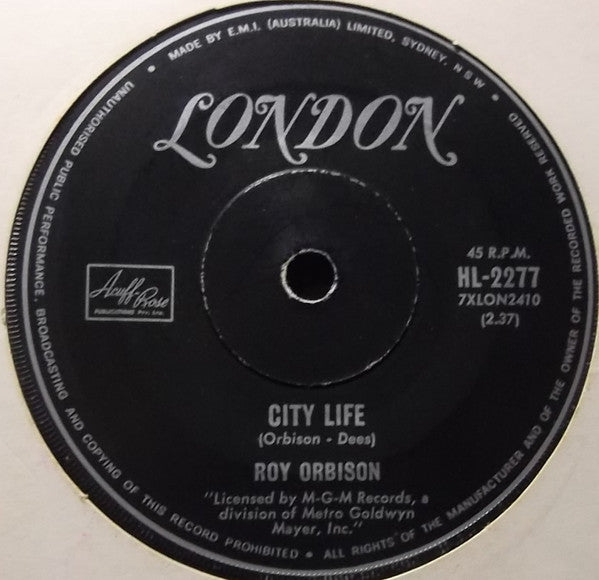 • MADE BY E.M.I. (AUSTRALIA) LIMITED, SYDNEY, N S W •
LONDON
Acuff-Rose
PUBLICATIONS Pty. Ltd.
45 R.P.M.
HL-2277
7XLON2410
(2.37)
CITY LIFE
(Orbison - Dees)
ROY ORBISON
"Licensed by M-G-M Records, a
division of Metro Goldwyn
Mayer, Inc."
UNAUTHORISED PUBLIC PERFORMANCE, BROADCASTING AND COPYING OF THIS RECORD PROHIBITED • ALL RIGHTS OF THE MANUFACTURER AND OF THE OWNER OF THE RECORDED WORK RESERVED